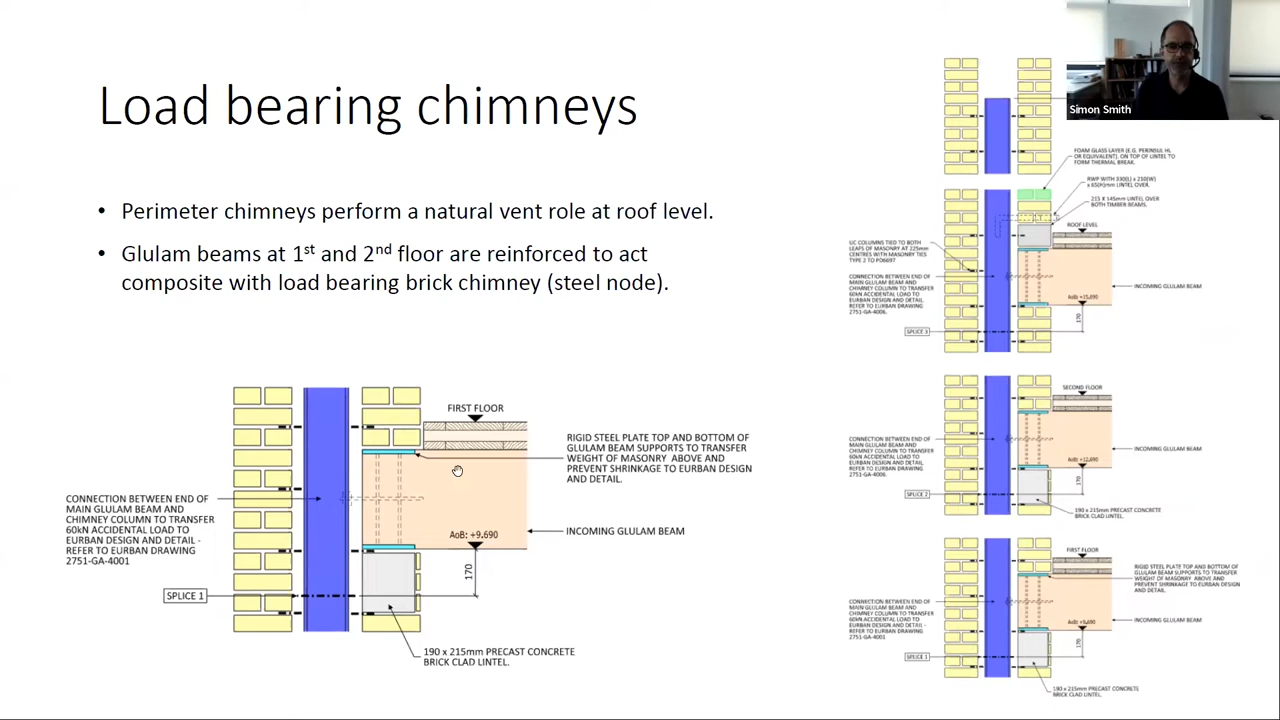 Load bearing chimneys
Simon Smith
• Perimeter chimneys perform a natural vent role at roof level.
• Glulam beams at 1st and 2nd floor are reinforced to act
composite with load bearing brick chimney (steel node).
FIRST FLOOR
RIGID STEEL PLATE TOP AND BOTTOM OF
GLULAM BEAM SUPPORTS TO TRANSFER
WEIGHT OF MASONRY ABOVE AND
PREVENT SHRINKAGE TO EURBAN DESIGN
AND DETAIL.
CONNECTION BETWEEN END OF
MAIN GLULAM BEAM AND
CHIMNEY COLUMN TO TRANSFER
60kN ACCIDENTAL LOAD TO
EURBAN DESIGN AND DETAIL -
REFER TO EURBAN DRAWING
2751-GA-4001
INCOMING GLULAM BEAM
AoB: +9.690
170
SPLICE 1
190 x 215mm PRECAST CONCRETE
BRICK CLAD LINTEL.
FOAM GLASS LAYER (E.G. PERINSUL HL
OR EQUIVALENT). ON TOP OF LINTEL TO
FORM THERMAL BREAK.
RWP WITH 330(L) x 210(W)
x 65(H)mm LINTEL OVER.
215 X 145mm LINTEL OVER
BOTH TIMBER BEAMS.
ROOF LEVEL
UC COLUMNS TIED TO BOTH
LEAFS OF MASONRY AT 225mm
CENTRES WITH MASONRY TIES
TYPE 2 TO PD6697
CONNECTION BETWEEN END OF
MAIN GLULAM BEAM AND
CHIMNEY COLUMN TO TRANSFER
60kN ACCIDENTAL LOAD TO
EURBAN DESIGN AND DETAIL
REFER TO EURBAN DRAWING
2751-GA-4006.
INCOMING GLULAM BEAM
170
SPLICE 3
SECOND FLOOR
CONNECTION BETWEEN END OF
MAIN GLULAM BEAM AND
CHIMNEY COLUMN TO TRANSFER
60kN ACCIDENTAL LOAD TO
EURBAN DESIGN AND DETAIL
REFER TO EURBAN DRAWING
2751-GA-4006.
INCOMING GLULAM BEAM
170
SPLICE 2
190 x 215mm PRECAST CONCRETE
BRICK CLAD LINTEL.
FIRST FLOOR
RIGID STEEL PLATE TOP AND BOTTOM OF
GLULAM BEAM SUPPORTS TO TRANSFER
WEIGHT OF MASONRY ABOVE AND
PREVENT SHRINKAGE TO EURBAN DESIGN
AND DETAIL.
CONNECTION BETWEEN END OF
MAIN GLULAM BEAM AND
CHIMNEY COLUMN TO TRANSFER
60kN ACCIDENTAL LOAD TO
EURBAN DESIGN AND DETAIL -
REFER TO EURBAN DRAWING
2751-GA-4001
INCOMING GLULAM BEAM
AoB: +9.690
170
SPLICE 1
190 x 215mm PRECAST CONCRETE
BRICK CLAD LINTEL.